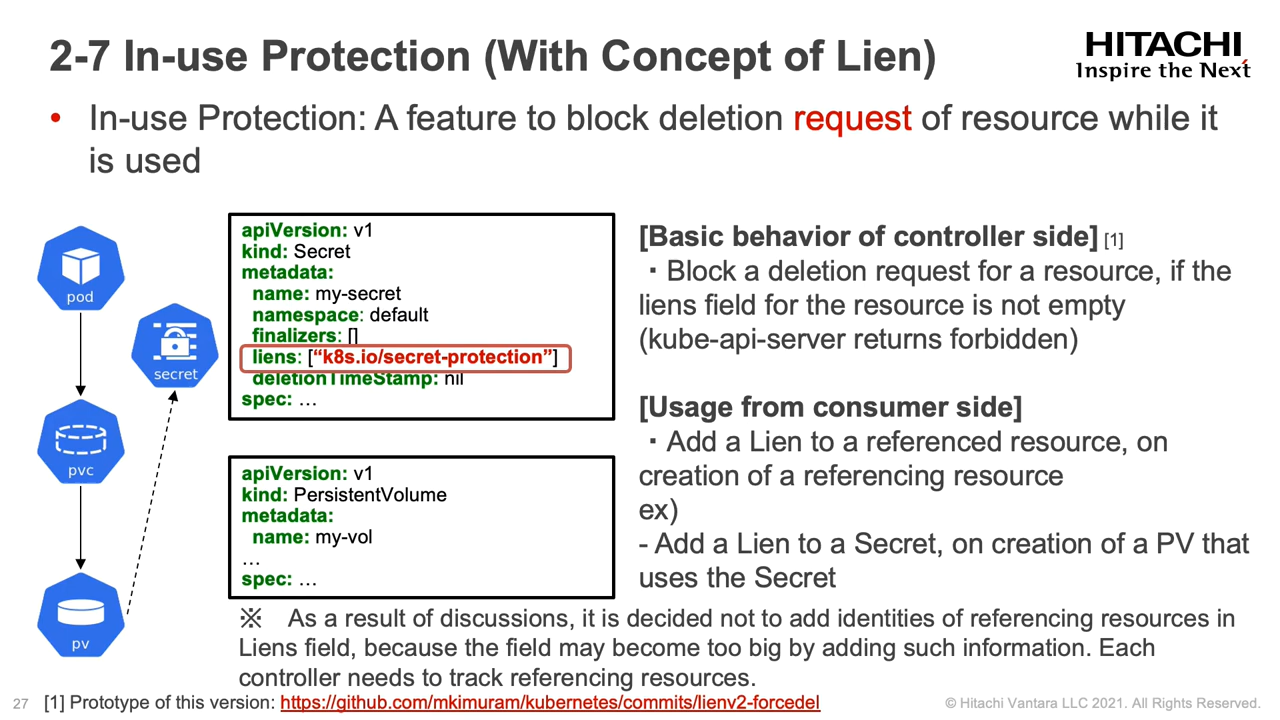 2-7 In-use Protection (With Concept of Lien)
HITACHI
Inspire the Next
• In-use Protection: A feature to block deletion request of resource while it
is used
pod
secret
pvc
pv
apiVersion: v1
kind: Secret
metadata:
name: my-secret
namespace: default
finalizers: []
liens: [“k8s.io/secret-protection”]
deletionTimeStamp: nil
spec: …
apiVersion: v1
kind: PersistentVolume
metadata:
name: my-vol
…
spec: …
[Basic behavior of controller side] [1]
・Block a deletion request for a resource, if the
liens field for the resource is not empty
(kube-api-server returns forbidden)
[Usage from consumer side]
・Add a Lien to a referenced resource, on
creation of a referencing resource
ex)
- Add a Lien to a Secret, on creation of a PV that
uses the Secret
※ As a result of discussions, it is decided not to add identities of referencing resources in
Liens field, because the field may become too big by adding such information. Each
controller needs to track referencing resources.
27 [1] Prototype of this version: https://github.com/mkimuram/kubernetes/commits/lienv2-forcedel
© Hitachi Vantara LLC 2021. All Rights Reserved.